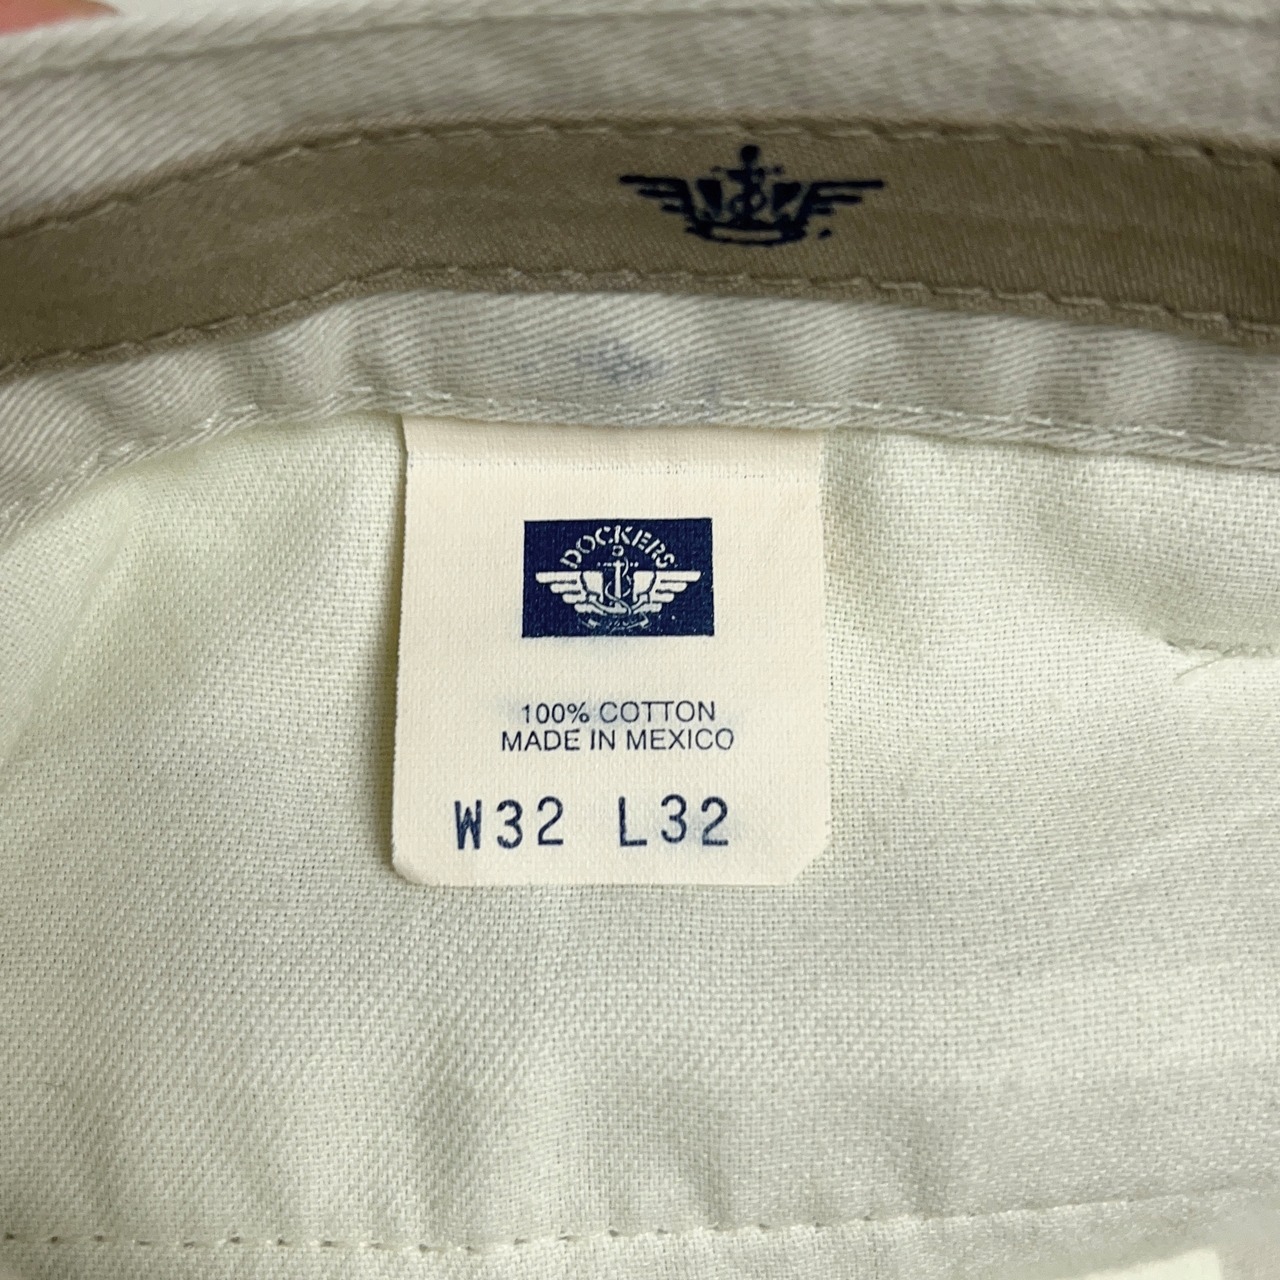 DOCKERS
100% COTTON
MADE IN MEXICO
W32 L32